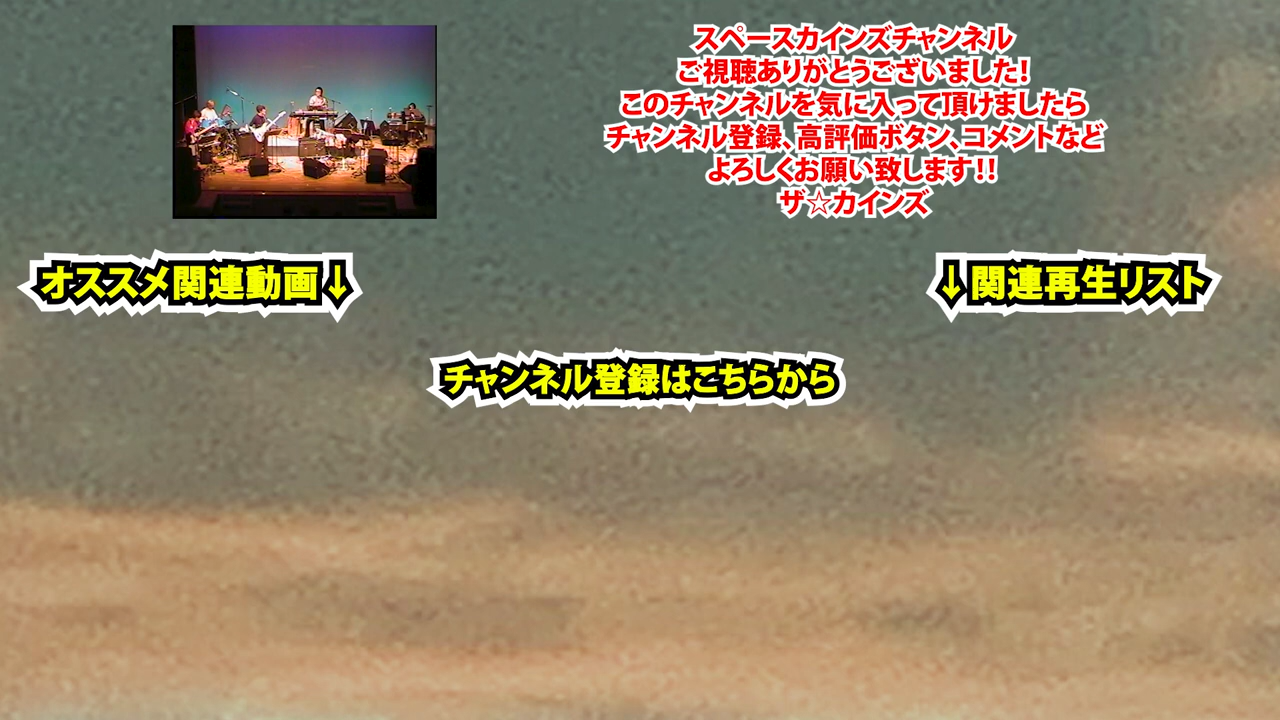 スペースカインズチャンネル
ご視聴ありがとうございました!
このチャンネルを気に入って頂けましたら
チャンネル登録、高評価ボタン、コメントなど
よろしくお願い致します!!
ザ☆カインズ
オススメ関連動画↓
↓関連再生リスト
チャンネル登録はこちらから